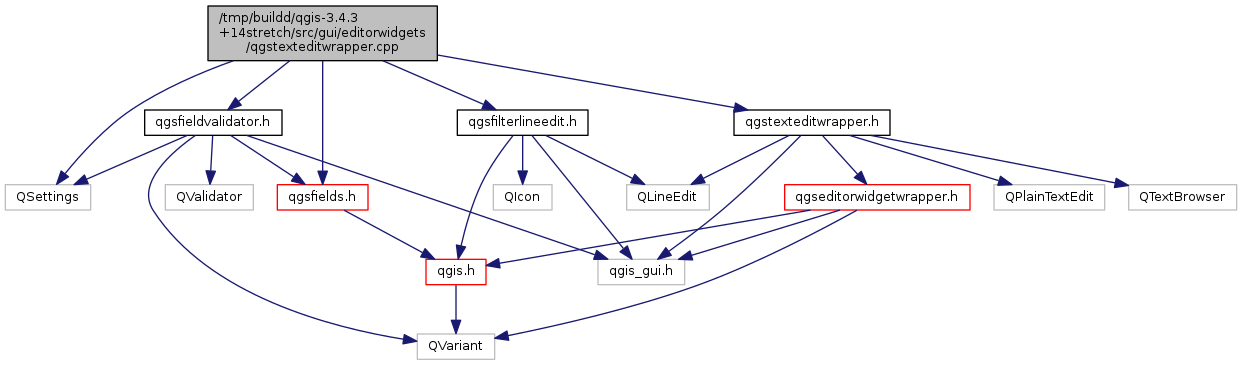 /tmp/buildd/qgis-3.4.3
+14stretch/src/gui/editorwidgets
/qgstexteditwrapper.cpp
qgsfieldvalidator.h
qgsfilterlineedit.h
qgstexteditwrapper.h
QSettings
QValidator
qgsfields.h
QIcon
QLineEdit
qgseditorwidgetwrapper.h
QPlainTextEdit
QTextBrowser
qgis.h
qgis_gui.h
QVariant